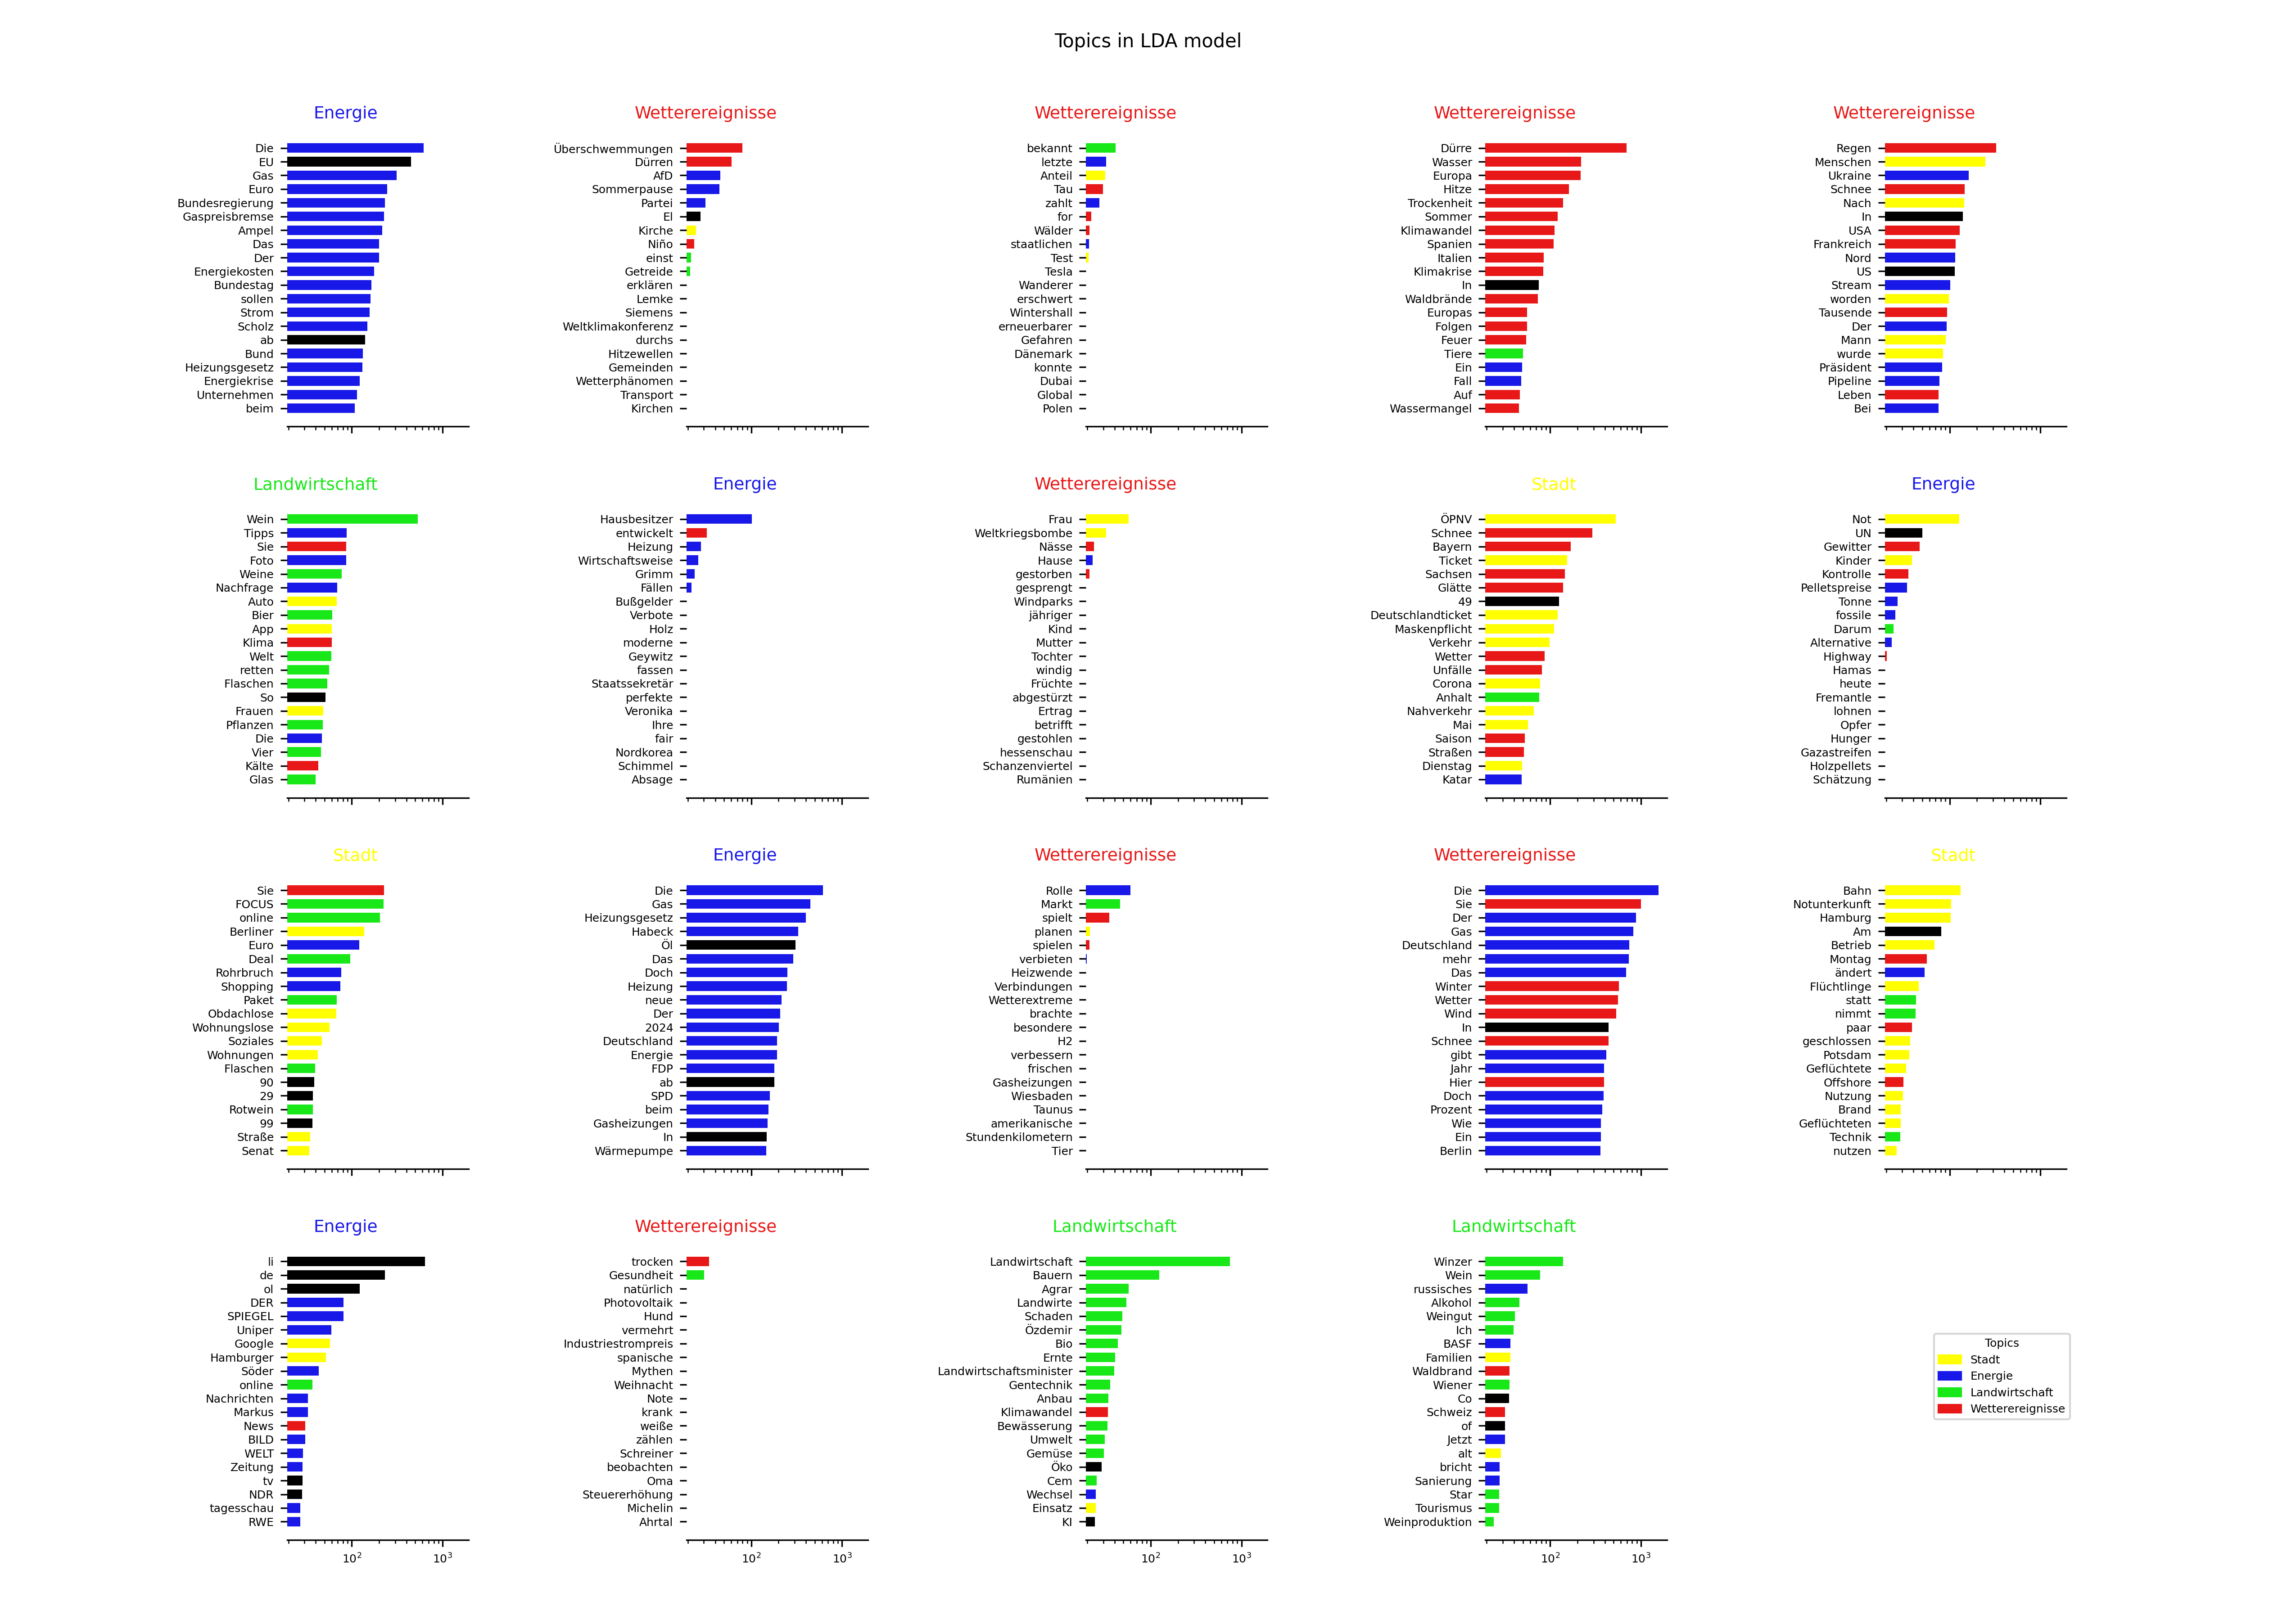 Topics in LDA model
Energie
Die
EU
Gas
Euro
Bundesregierung
Gaspreisbremse
Ampel
Das
Der
Energiekosten
Bundestag
sollen
Strom
Scholz
ab
Bund
Heizungsgesetz
Energiekrise
Unternehmen
beim
Wetterereignisse
Überschwemmungen
Dürren
AfD
Sommerpause
Partei
El
Kirche
Niño
einst
Getreide
erklären
Lemke
Siemens
Weltklimakonferenz
durchs
Hitzewellen
Gemeinden
Wetterphänomen
Transport
Kirchen
Wetterereignisse
bekannt
letzte
Anteil
Tau
zahlt
for
Wälder
staatlichen
Test
Tesla
Wanderer
erschwert
Wintershall
erneuerbarer
Gefahren
Dänemark
konnte
Dubai
Global
Polen
Wetterereignisse
Dürre
Wasser
Europa
Hitze
Trockenheit
Sommer
Klimawandel
Spanien
Italien
Klimakrise
In
Waldbrände
Europas
Folgen
Feuer
Tiere
Ein
Fall
Auf
Wassermangel
Wetterereignisse
Regen
Menschen
Ukraine
Schnee
Nach
In
USA
Frankreich
Nord
US
Stream
worden
Tausende
Der
Mann
wurde
Präsident
Pipeline
Leben
Bei
Landwirtschaft
Wein
Tipps
Sie
Foto
Weine
Nachfrage
Auto
Bier
App
Klima
Welt
retten
Flaschen
So
Frauen
Pflanzen
Die
Vier
Kälte
Glas
Energie
Hausbesitzer
entwickelt
Heizung
Wirtschaftsweise
Grimm
Fällen
Bußgelder
Verbote
Holz
moderne
Geywitz
fassen
Staatssekretär
perfekte
Veronika
Ihre
fair
Nordkorea
Schimmel
Absage
Wetterereignisse
Frau
Weltkriegsbombe
Nässe
Hause
gestorben
gesprengt
Windparks
jähriger
Kind
Mutter
Tochter
windig
Früchte
abgestürzt
Ertrag
betrifft
gestohlen
hessenschau
Schanzenviertel
Rumänien
Stadt
ÖPNV
Schnee
Bayern
Ticket
Sachsen
Glätte
49
Deutschlandticket
Maskenpflicht
Verkehr
Wetter
Unfälle
Corona
Anhalt
Nahverkehr
Mai
Saison
Straßen
Dienstag
Katar
Energie
Not
UN
Gewitter
Kinder
Kontrolle
Pelletspreise
Tonne
fossile
Darum
Alternative
Highway
Hamas
heute
Fremantle
lohnen
Opfer
Hunger
Gazastreifen
Holzpellets
Schätzung
Stadt
Sie
FOCUS
online
Berliner
Euro
Deal
Rohrbruch
Shopping
Paket
Obdachlose
Wohnungslose
Soziales
Wohnungen
Flaschen
90
29
Rotwein
99
Straße
Senat
Energie
Die
Gas
Heizungsgesetz
Habeck
Öl
Das
Doch
Heizung
neue
Der
2024
Deutschland
Energie
FDP
ab
SPD
beim
Gasheizungen
In
Wärmepumpe
Wetterereignisse
Rolle
Markt
spielt
planen
spielen
verbieten
Heizwende
Verbindungen
Wetterextreme
brachte
besondere
H2
verbessern
frischen
Gasheizungen
Wiesbaden
Taunus
amerikanische
Stundenkilometern
Tier
Wetterereignisse
Die
Sie
Der
Gas
Deutschland
mehr
Das
Winter
Wetter
Wind
In
Schnee
gibt
Jahr
Hier
Doch
Prozent
Wie
Ein
Berlin
Stadt
Bahn
Notunterkunft
Hamburg
Am
Betrieb
Montag
ändert
Flüchtlinge
statt
nimmt
paar
geschlossen
Potsdam
Geflüchtete
Offshore
Nutzung
Brand
Geflüchteten
Technik
nutzen
Energie
li
de
ol
DER
SPIEGEL
Uniper
Google
Hamburger
Söder
online
Nachrichten
Markus
News
BILD
WELT
Zeitung
tv
NDR
tagesschau
RWE
10² 10³
Wetterereignisse
trocken
Gesundheit
natürlich
Photovoltaik
Hund
vermehrt
Industriestrompreis
spanische
Mythen
Weihnacht
Note
krank
weiße
zählen
Schreiner
beobachten
Oma
Steuererhöhung
Michelin
Ahrtal
10² 10³
Landwirtschaft
Landwirtschaft
Bauern
Agrar
Landwirte
Schaden
Özdemir
Bio
Ernte
Landwirtschaftsminister
Gentechnik
Anbau
Klimawandel
Bewässerung
Umwelt
Gemüse
Öko
Cem
Wechsel
Einsatz
KI
10² 10³
Landwirtschaft
Winzer
Wein
russisches
Alkohol
Weingut
Ich
BASF
Familien
Waldbrand
Wiener
Co
Schweiz
of
Jetzt
alt
bricht
Sanierung
Star
Tourismus
Weinproduktion
10² 10³
Topics
Stadt
Energie
Landwirtschaft
Wetterereignisse